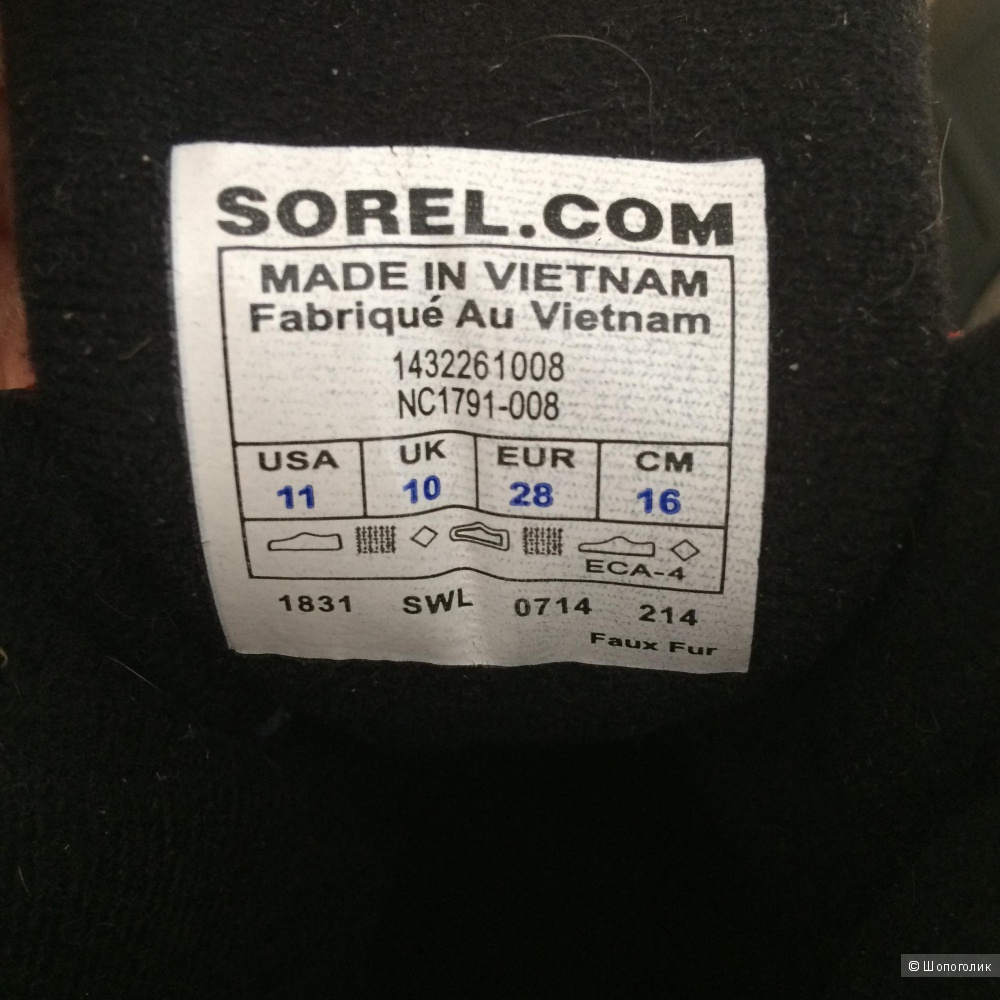 SOREL.COM
MADE IN VIETNAM
Fabriqué Au Vietnam
1432261008
NC1791-008
USA UK EUR CM
11 10 28 16
ECA-4
1831 SWL 0714 214
Faux Fur
© Шопоголик